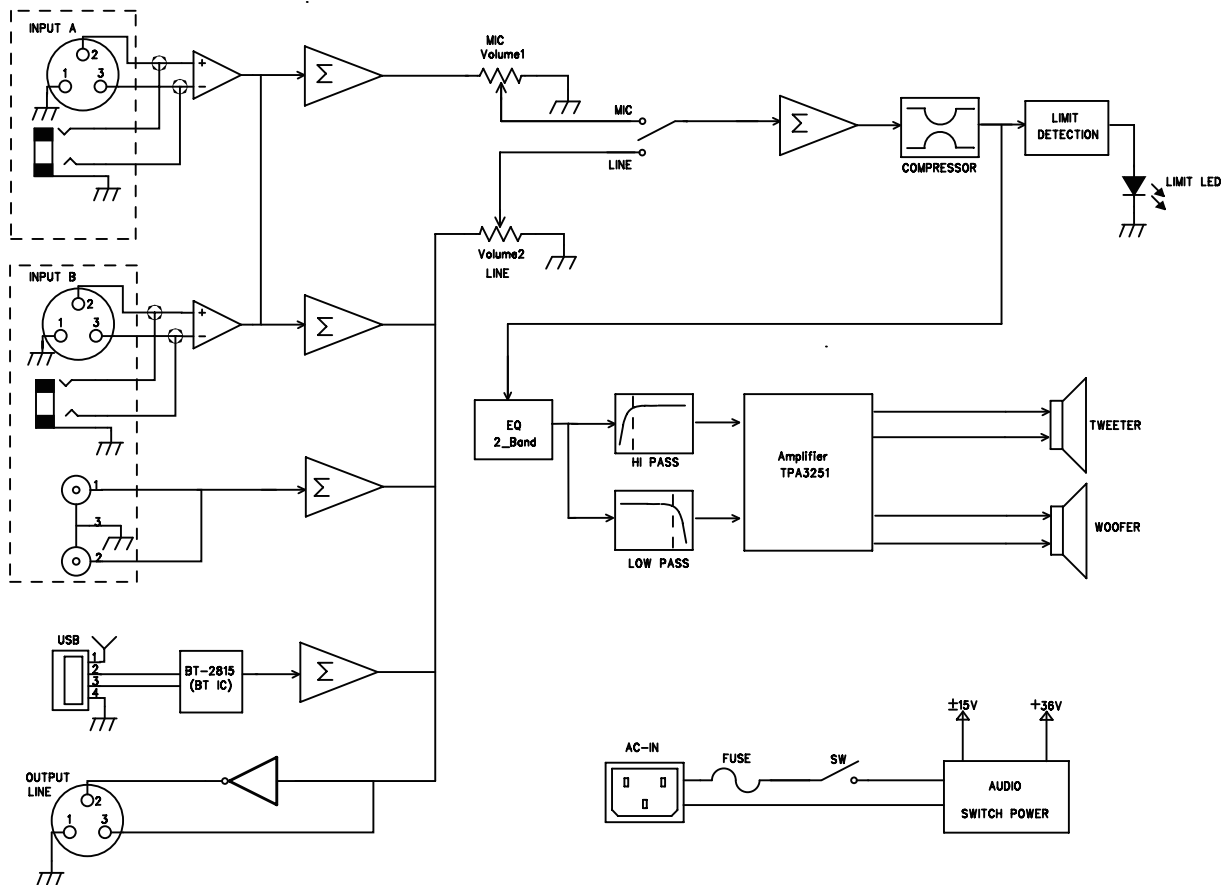 INPUT A
2
1
3
+
−
Σ
MIC
Volume1
MIC
LINE
Σ
COMPRESSOR
LIMIT
DETECTION
LIMIT LED
Volume2
LINE
INPUT B
2
1
3
+
−
Σ
EQ
2_Band
HI PASS
LOW PASS
Amplifier
TPA3251
TWEETER
WOOFER
1
3
2
Σ
USB
1
2
3
4
BT-2815
(BT IC)
Σ
OUTPUT
LINE
2
1
3
AC-IN
FUSE
SW
±15V
+36V
AUDIO
SWITCH POWER